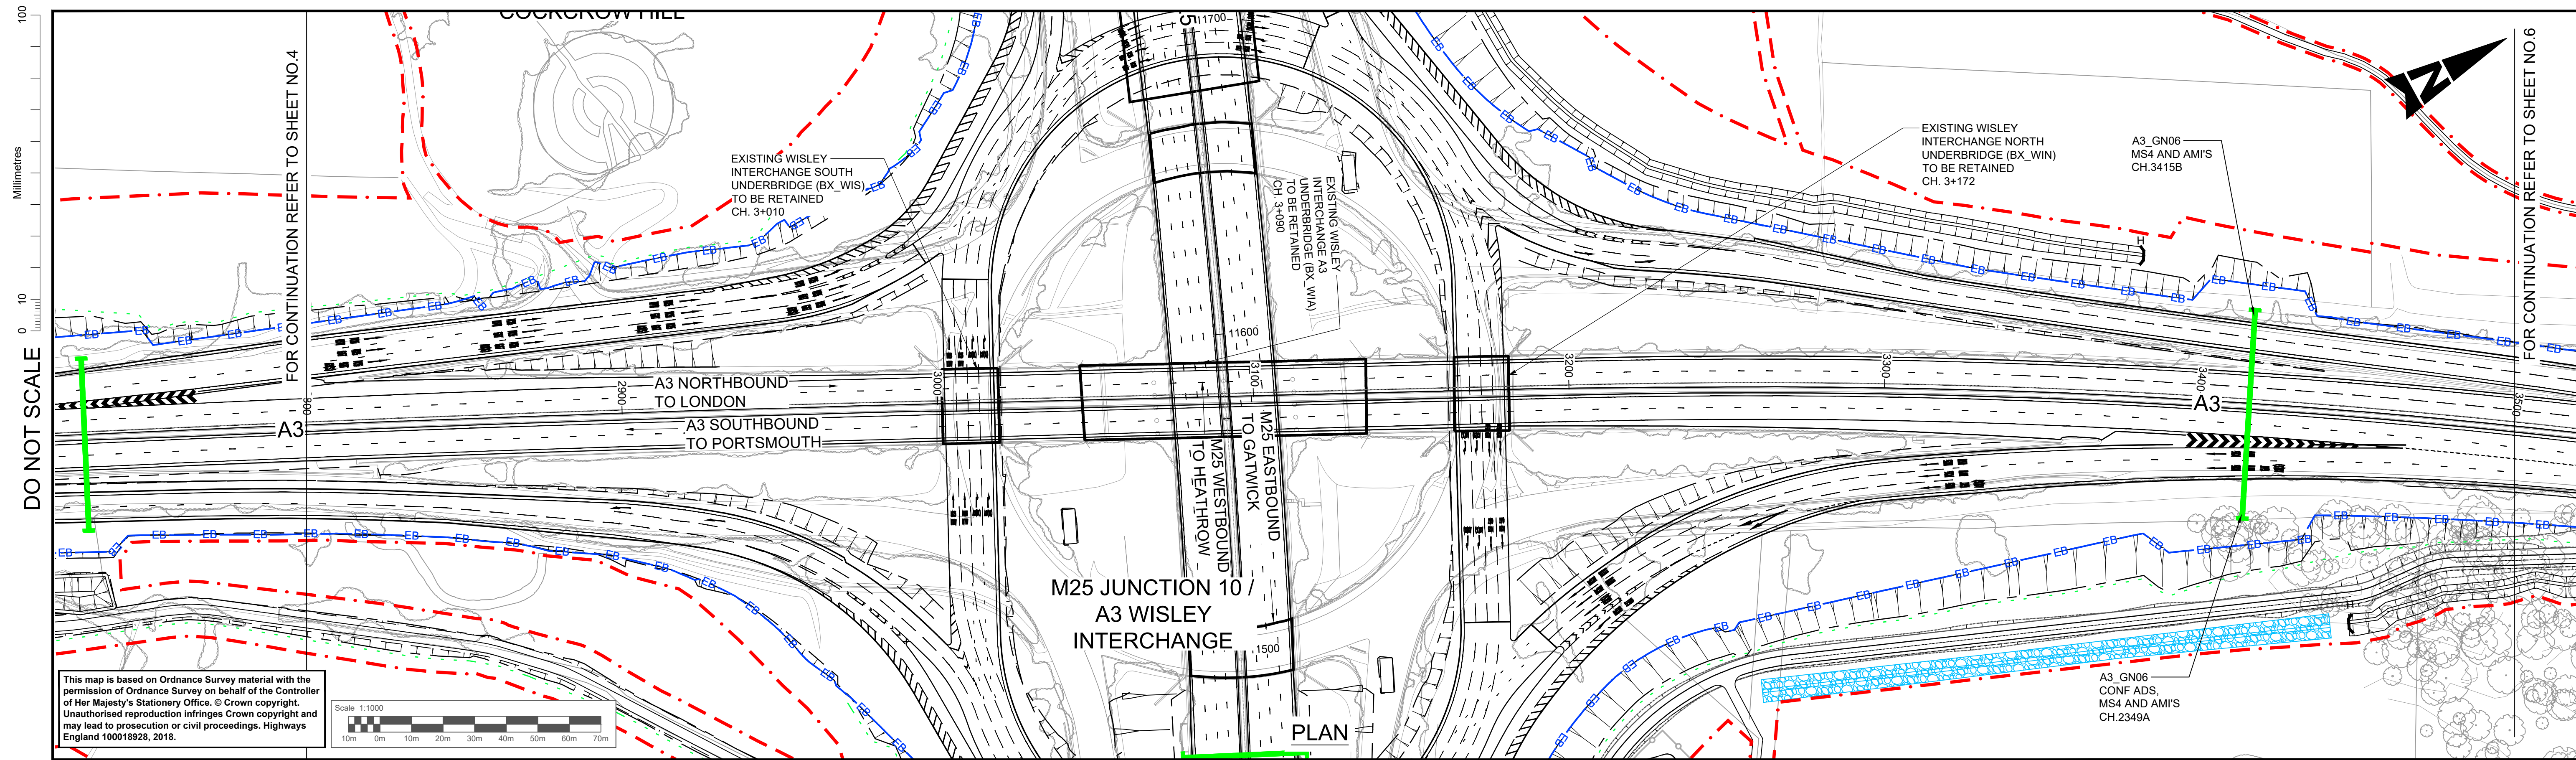 COCKCROW HILL
100
Millimetres
10
0
DO NOT SCALE
FOR CONTINUATION REFER TO SHEET NO.4
EXISTING WISLEY
INTERCHANGE SOUTH
UNDERBRIDGE (BX_WIS)
TO BE RETAINED
CH. 3+010
11700
EXISTING WISLEY
INTERCHANGE A3
UNDERBRIDGE (BX_WIA)
TO BE RETAINED
CH. 3+090
EXISTING WISLEY
INTERCHANGE NORTH
UNDERBRIDGE (BX_WIN)
TO BE RETAINED
CH. 3+172
A3_GN06
MS4 AND AMI'S
CH.3415B
N
FOR CONTINUATION REFER TO SHEET NO.6
H
11600
2900
3000
3100
3200
3300
3400
3500
A3 NORTHBOUND
TO LONDON
A3 SOUTHBOUND
TO PORTSMOUTH
A3
A3
M25 EASTBOUND
TO GATWICK
M25 WESTBOUND
TO HEATHROW
M25 JUNCTION 10 /
A3 WISLEY
INTERCHANGE
EB EB EB EB EB EB EB EB
H
A3_GN06
CONF ADS,
MS4 AND AMI'S
CH.2349A
This map is based on Ordnance Survey material with the
permission of Ordnance Survey on behalf of the Controller
of Her Majesty's Stationery Office. © Crown copyright.
Unauthorised reproduction infringes Crown copyright and
may lead to prosecution or civil proceedings. Highways
England 100018928, 2018.
Scale 1:1000
10m 0m 10m 20m 30m 40m 50m 60m 70m
PLAN